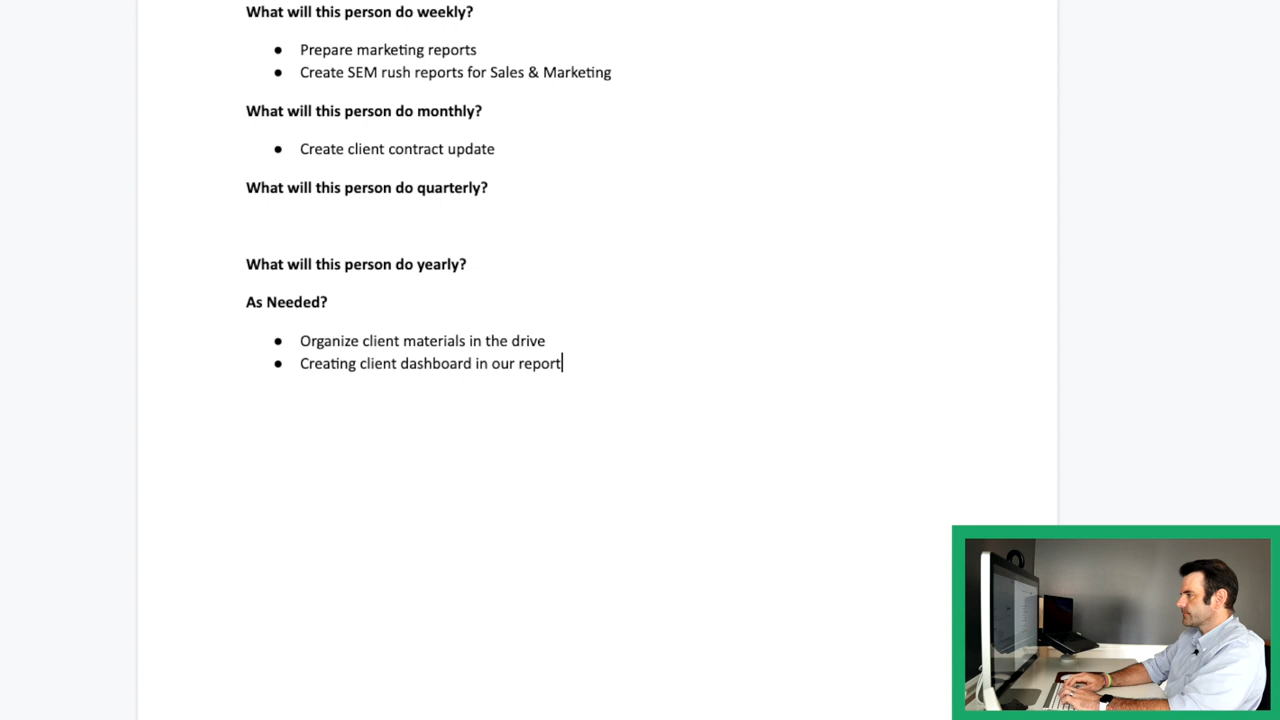 What will this person do weekly?
● Prepare marketing reports
● Create SEM rush reports for Sales & Marketing
What will this person do monthly?
● Create client contract update
What will this person do quarterly?
What will this person do yearly?
As Needed?
● Organize client materials in the drive
● Creating client dashboard in our report